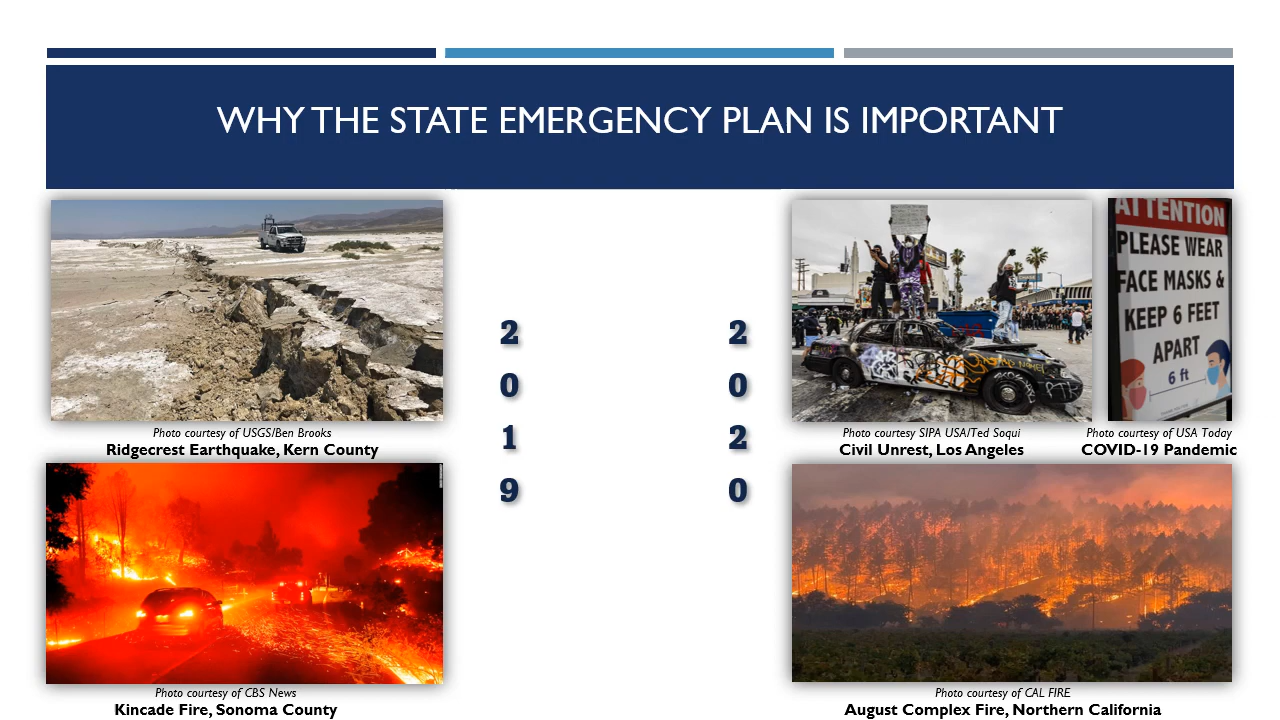 WHY THE STATE EMERGENCY PLAN IS IMPORTANT
Photo courtesy of USGS/Ben Brooks
Ridgecrest Earthquake, Kern County
Photo courtesy of CBS News
Kincade Fire, Sonoma County
2
0
1
9
2
0
2
0
ATTENTION
PLEASE WEAR
FACE MASKS &
KEEP 6 FEET
APART
6 ft
Photo courtesy SIPA USA/Ted Soqui
Civil Unrest, Los Angeles
Photo courtesy of USA Today
COVID-19 Pandemic
Photo courtesy of CAL FIRE
August Complex Fire, Northern California